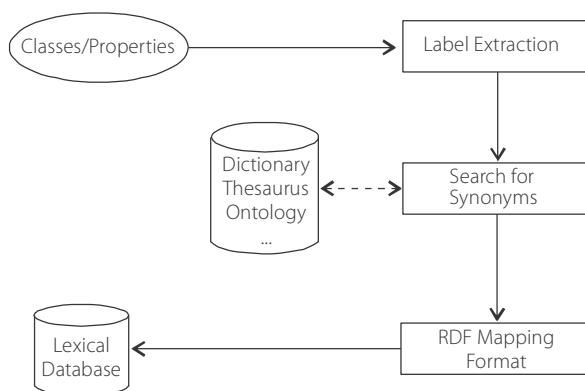 Classes/Properties
Label Extraction
Dictionary
Thesaurus
Ontology
...
Search for
Synonyms
Lexical
Database
RDF Mapping
Format